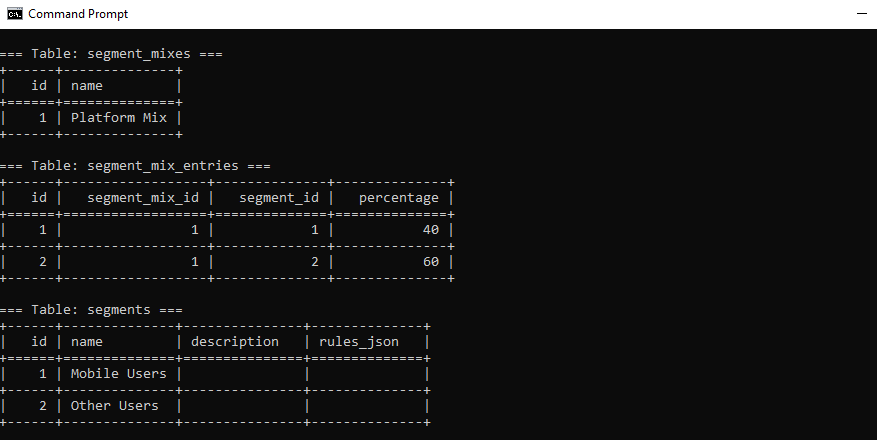 Command Prompt
=== Table: segment_mixes ===
+------+--------------+
|   id | name         |
+======+==============+
|    1 | Platform Mix |
+------+--------------+
=== Table: segment_mix_entries ===
+------+------------------+--------------+--------------+
|   id |   segment_mix_id |   segment_id |   percentage |
+======+==================+==============+==============+
|    1 |                1 |            1 |           40 |
+------+------------------+--------------+--------------+
|    2 |                1 |            2 |           60 |
+------+------------------+--------------+--------------+
=== Table: segments ===
+------+--------------+---------------+--------------+
|   id | name         | description   | rules_json   |
+======+==============+===============+==============+
|    1 | Mobile Users |               |              |
+------+--------------+---------------+--------------+
|    2 | Other Users  |               |              |
+------+--------------+---------------+--------------+